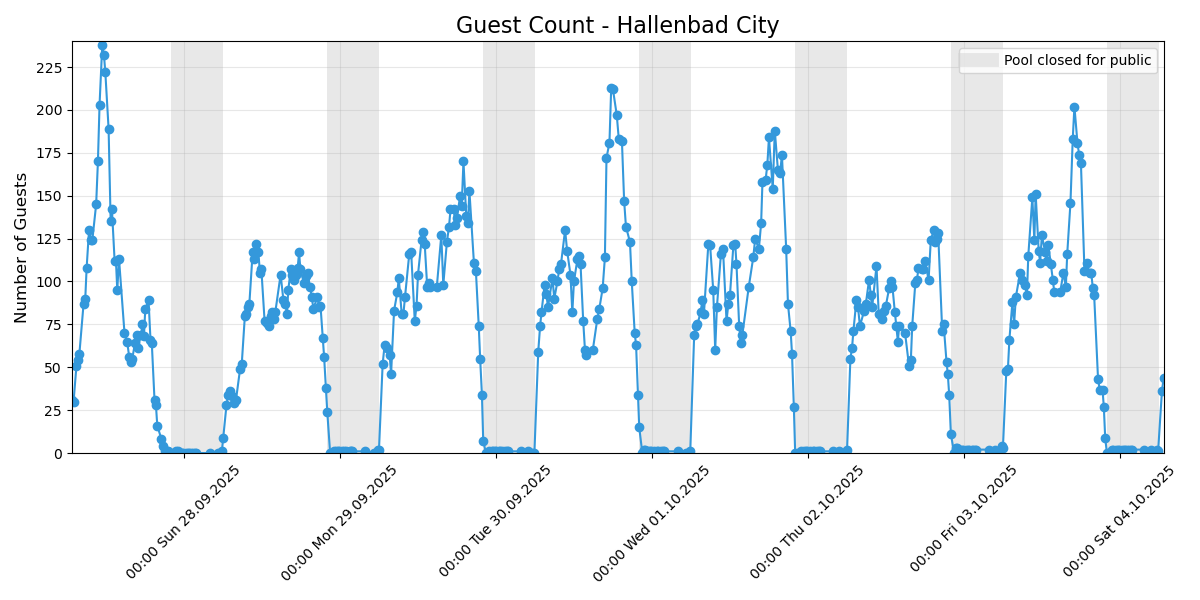 Guest Count - Hallenbad City
Pool closed for public
Number of Guests
225
200
175
150
125
100
75
50
25
0
00:00 Sun 28.09.2025
00:00 Mon 29.09.2025
00:00 Tue 30.09.2025
00:00 Wed 01.10.2025
00:00 Thu 02.10.2025
00:00 Fri 03.10.2025
00:00 Sat 04.10.2025